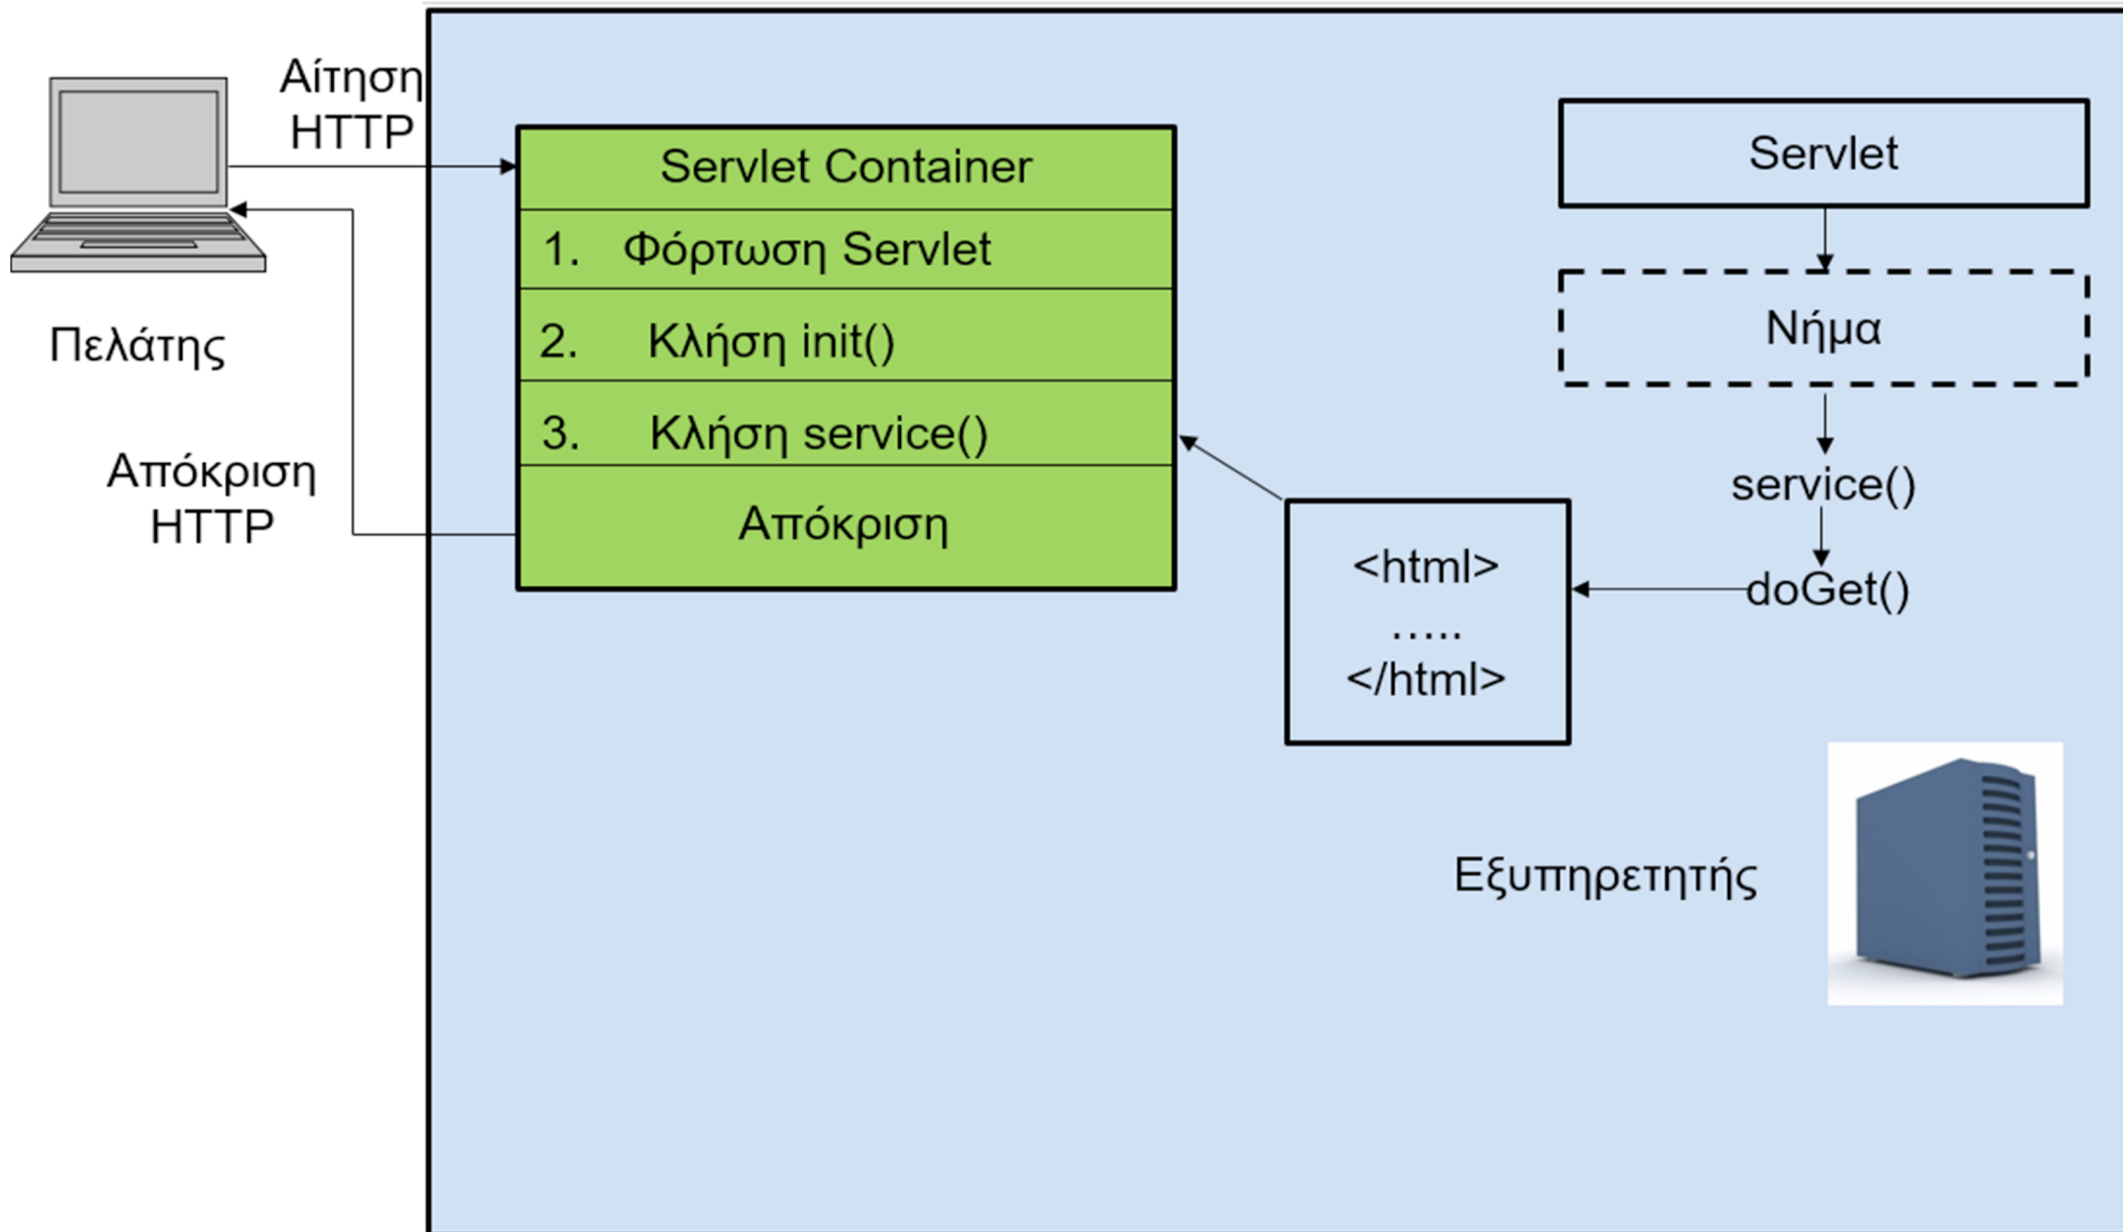 Αίτηση
HTTP
Πελάτης
Απόκριση
HTTP
Servlet Container
1. Φόρτωση Servlet
2. Κλήση init()
3. Κλήση service()
Απόκριση
Servlet
Νήμα
service()
doGet()
<html>
.....
</html>
Εξυπηρετητής